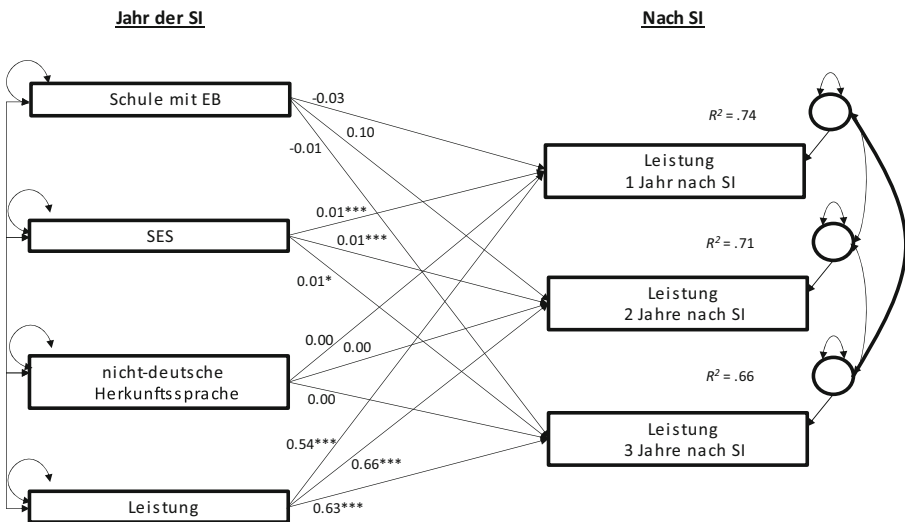 Jahr der SI
Nach SI
Schule mit EB
-0.03
0.10
-0.01
R² = .74
Leistung
1 Jahr nach SI
SES
0.01***
0.01***
0.01*
R² = .71
Leistung
2 Jahre nach SI
nicht-deutsche
Herkunftssprache
0.00
0.00
0.00
R² = .66
Leistung
3 Jahre nach SI
Leistung
0.54***
0.66***
0.63***